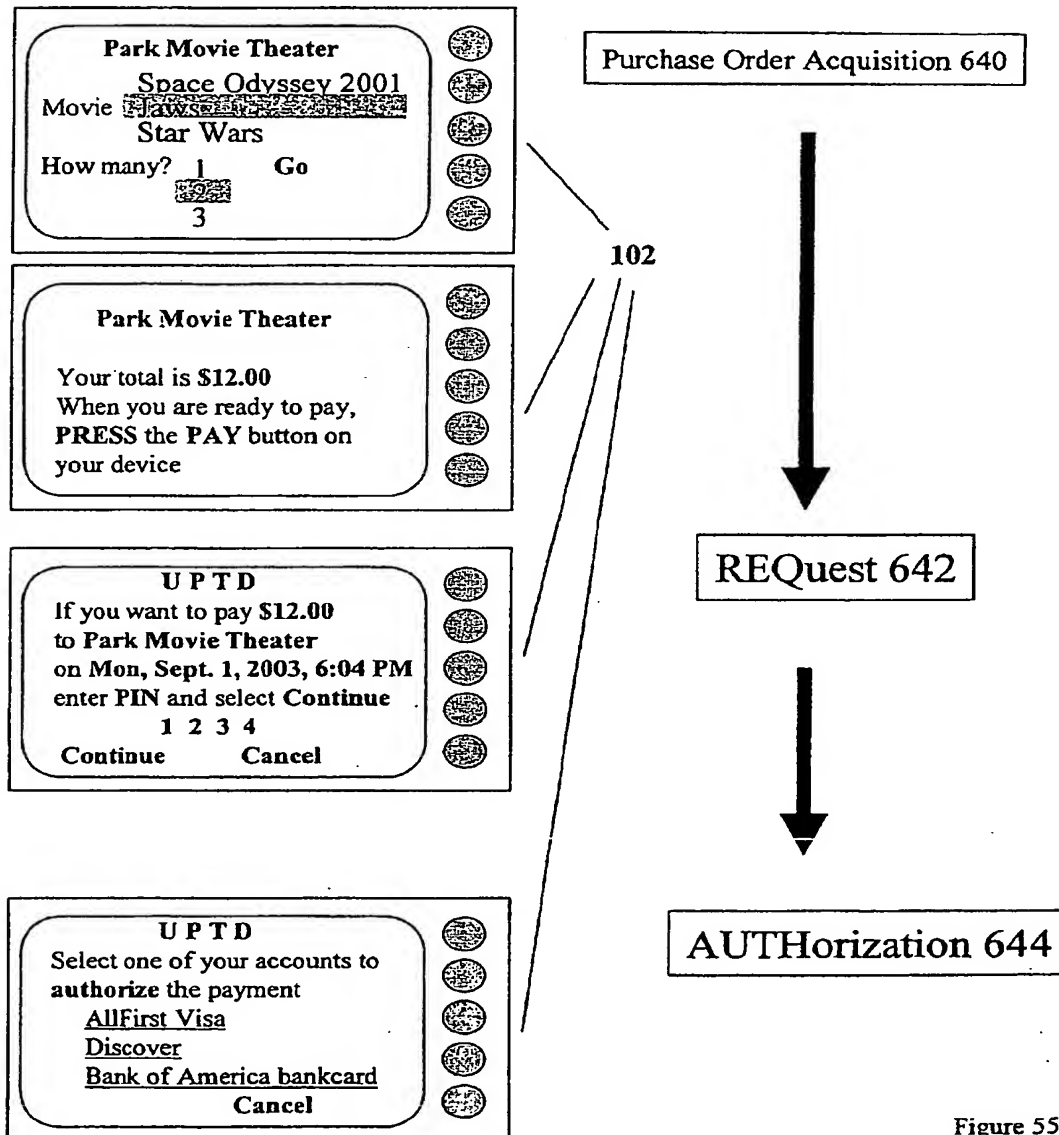 Park Movie Theater
Space Odyssey 2001
Movie Jaws
Star Wars
How many? 1 Go
2
3
Purchase Order Acquisition 640
102
Park Movie Theater
Your total is $12.00
When you are ready to pay,
PRESS the PAY button on
your device
REQuest 642
U P T D
If you want to pay $12.00
to Park Movie Theater
on Mon, Sept. 1, 2003, 6:04 PM
enter PIN and select Continue
1 2 3 4
Continue Cancel
AUTHorization 644
U P T D
Select one of your accounts to
authorize the payment
AllFirst Visa
Discover
Bank of America bankcard
Cancel
Figure 55